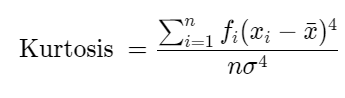 Kurtosis = \frac{\sum_{i=1}^{n} f_i (x_i - \bar{x})^4}{n\sigma^4}